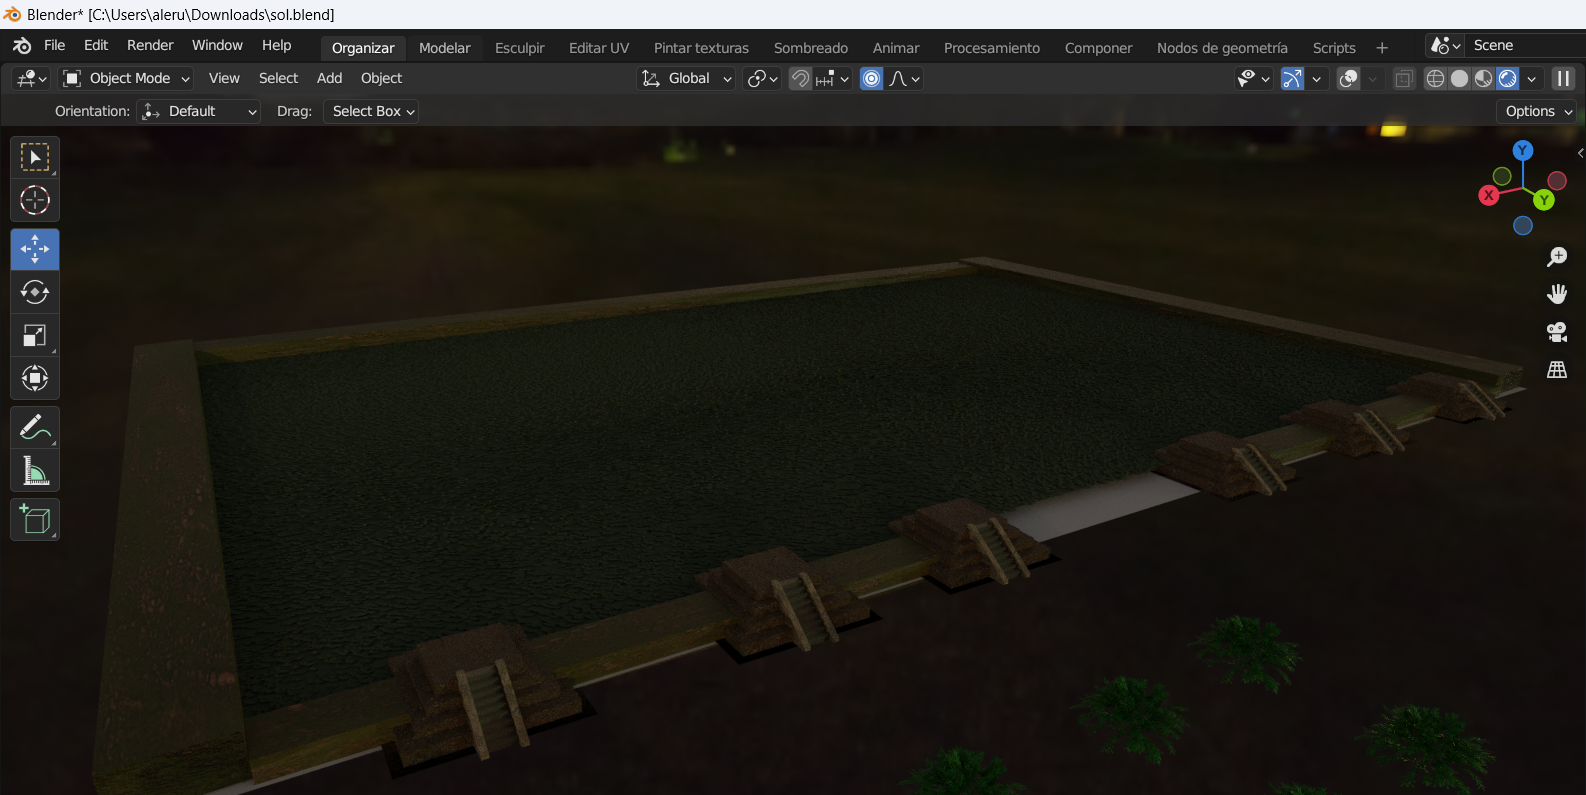 Blender* [C:\Users\aleru\Downloads\sol.blend]
File Edit Render Window Help Organizar Modelar Esculpir Editar UV Pintar texturas Sombreado Animar Procesamiento Componer Nodos de geometría Scripts + Scene
Object Mode View Select Add Object Global
Orientation: Default Drag: Select Box Options
Y
X
Y